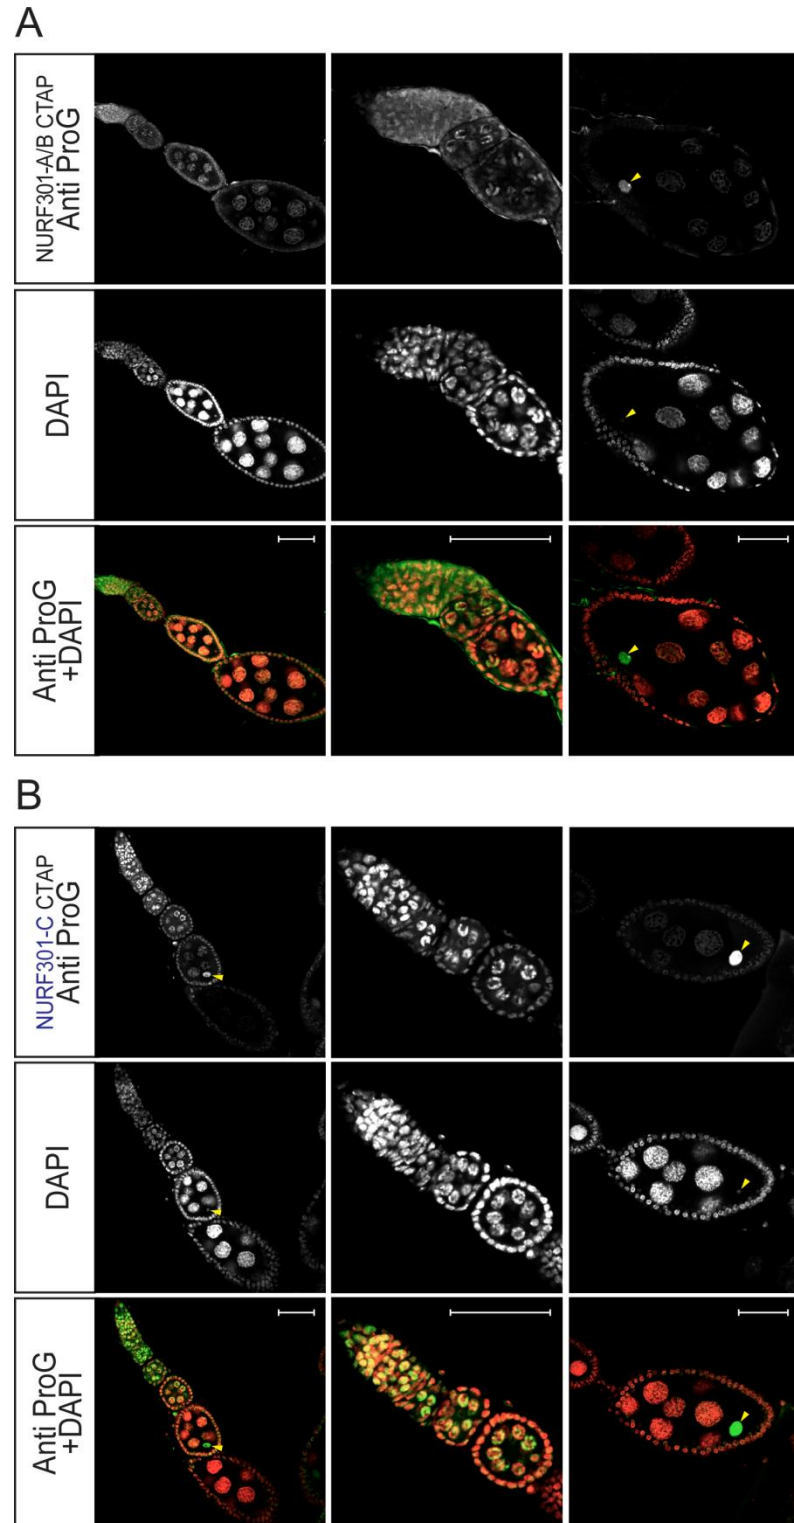 A
NURF301-A/B CTAP
Anti ProG
DAPI
Anti ProG
+DAPI
B
NURF301-C CTAP
Anti ProG
DAPI
Anti ProG
+DAPI